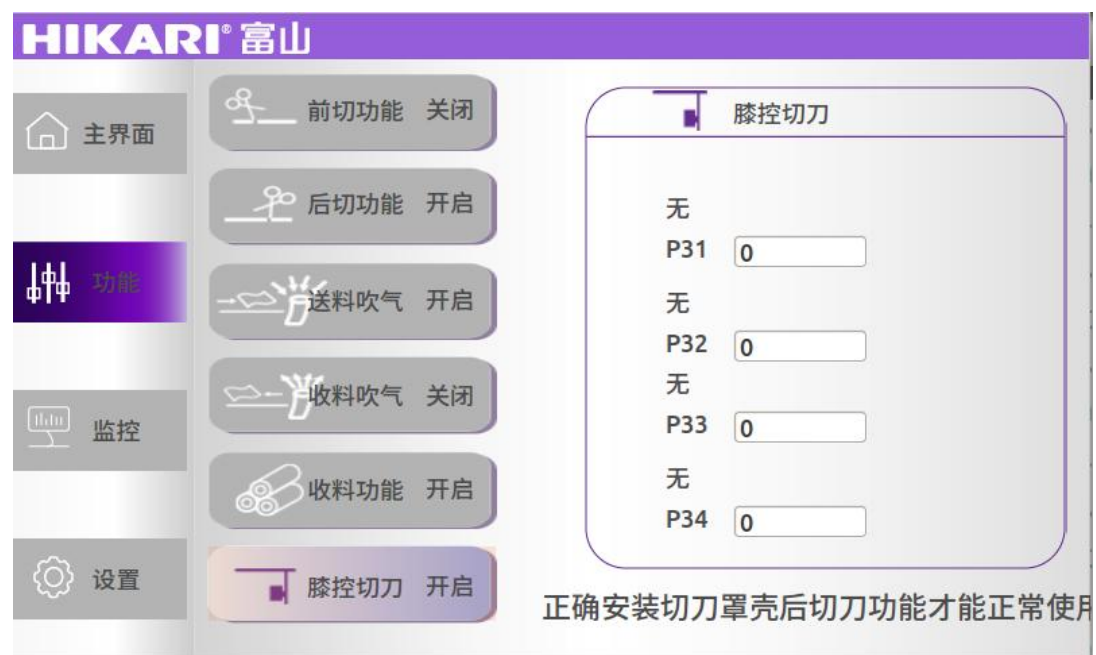 HIKARI® 富山
主界面
功能
监控
设置
前切功能 关闭
后切功能 开启
送料吹气 开启
收料吹气 关闭
收料功能 开启
膝控切刀 开启
膝控切刀
无
P31 0
无
P32 0
无
P33 0
无
P34 0
正确安装切刀罩壳后切刀功能才能正常使用